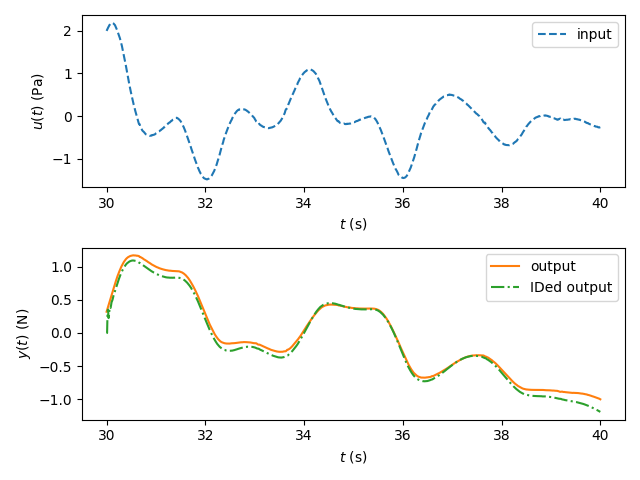 2
1
0
−1
u(t) (Pa)
input
30 32 34 36 38 40
t (s)
1.0
0.5
0.0
−0.5
−1.0
y(t) (N)
output
IDed output
30 32 34 36 38 40
t (s)